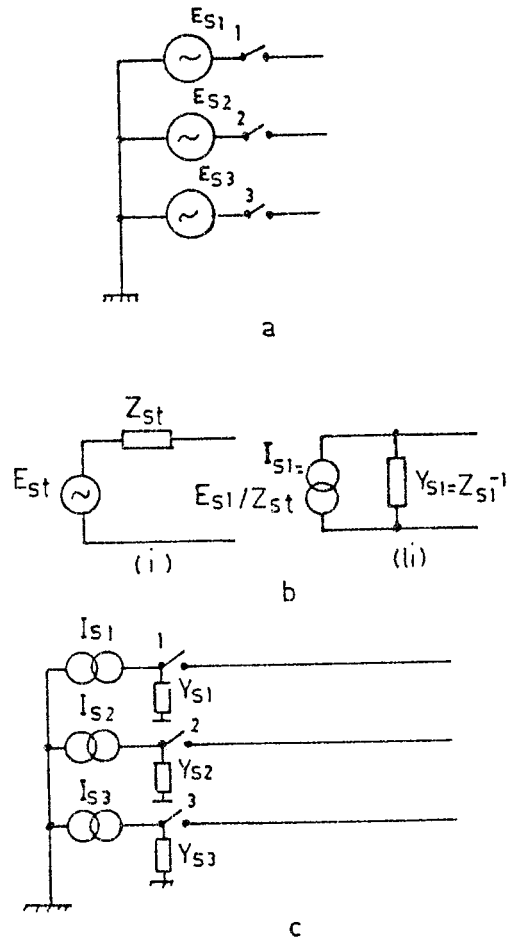 ES1
1
ES2
2
ES3
3
a
Zst
Est
(i)
IS1=
ES1/Zst
YS1=ZS1⁻¹
(ii)
b
IS1
1
YS1
IS2
2
YS2
IS3
3
YS3
c